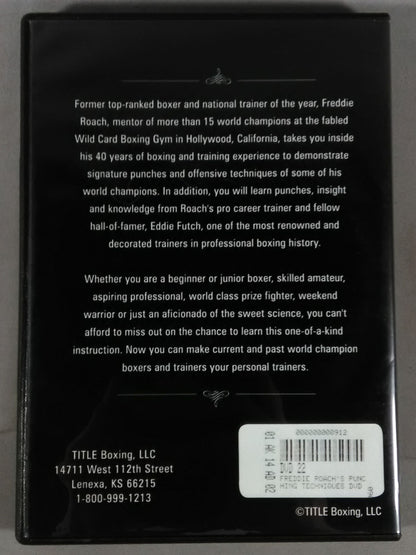 Former top-ranked boxer and national trainer of the year, Freddie
Roach, mentor of more than 15 world champions at the fabled
Wild Card Boxing Gym in Hollywood, California, takes you inside
his 40 years of boxing and training experience to demonstrate
signature punches and offensive techniques of some of his
world champions. In addition, you will learn punches, insight
and knowledge from Roach's pro career trainer and fellow
hall-of-famer, Eddie Futch, one of the most renowned and
decorated trainers in professional boxing history.
Whether you are a beginner or junior boxer, skilled amateur,
aspiring professional, world class prize fighter, weekend
warrior or just an aficionado of the sweet science, you can't
afford to miss out on the chance to learn this one-of-a-kind
instruction. Now you can make current and past world champion
boxers and trainers your personal trainers.
TITLE Boxing, LLC
14711 West 112th Street
Lenexa, KS 66215
1-800-999-1213
000000000912
01 AK 14 AD 02
DVD 22
FREDDIE ROACH'S PUNC
HING TECHNIQUES DVD
©TITLE Boxing, LLC